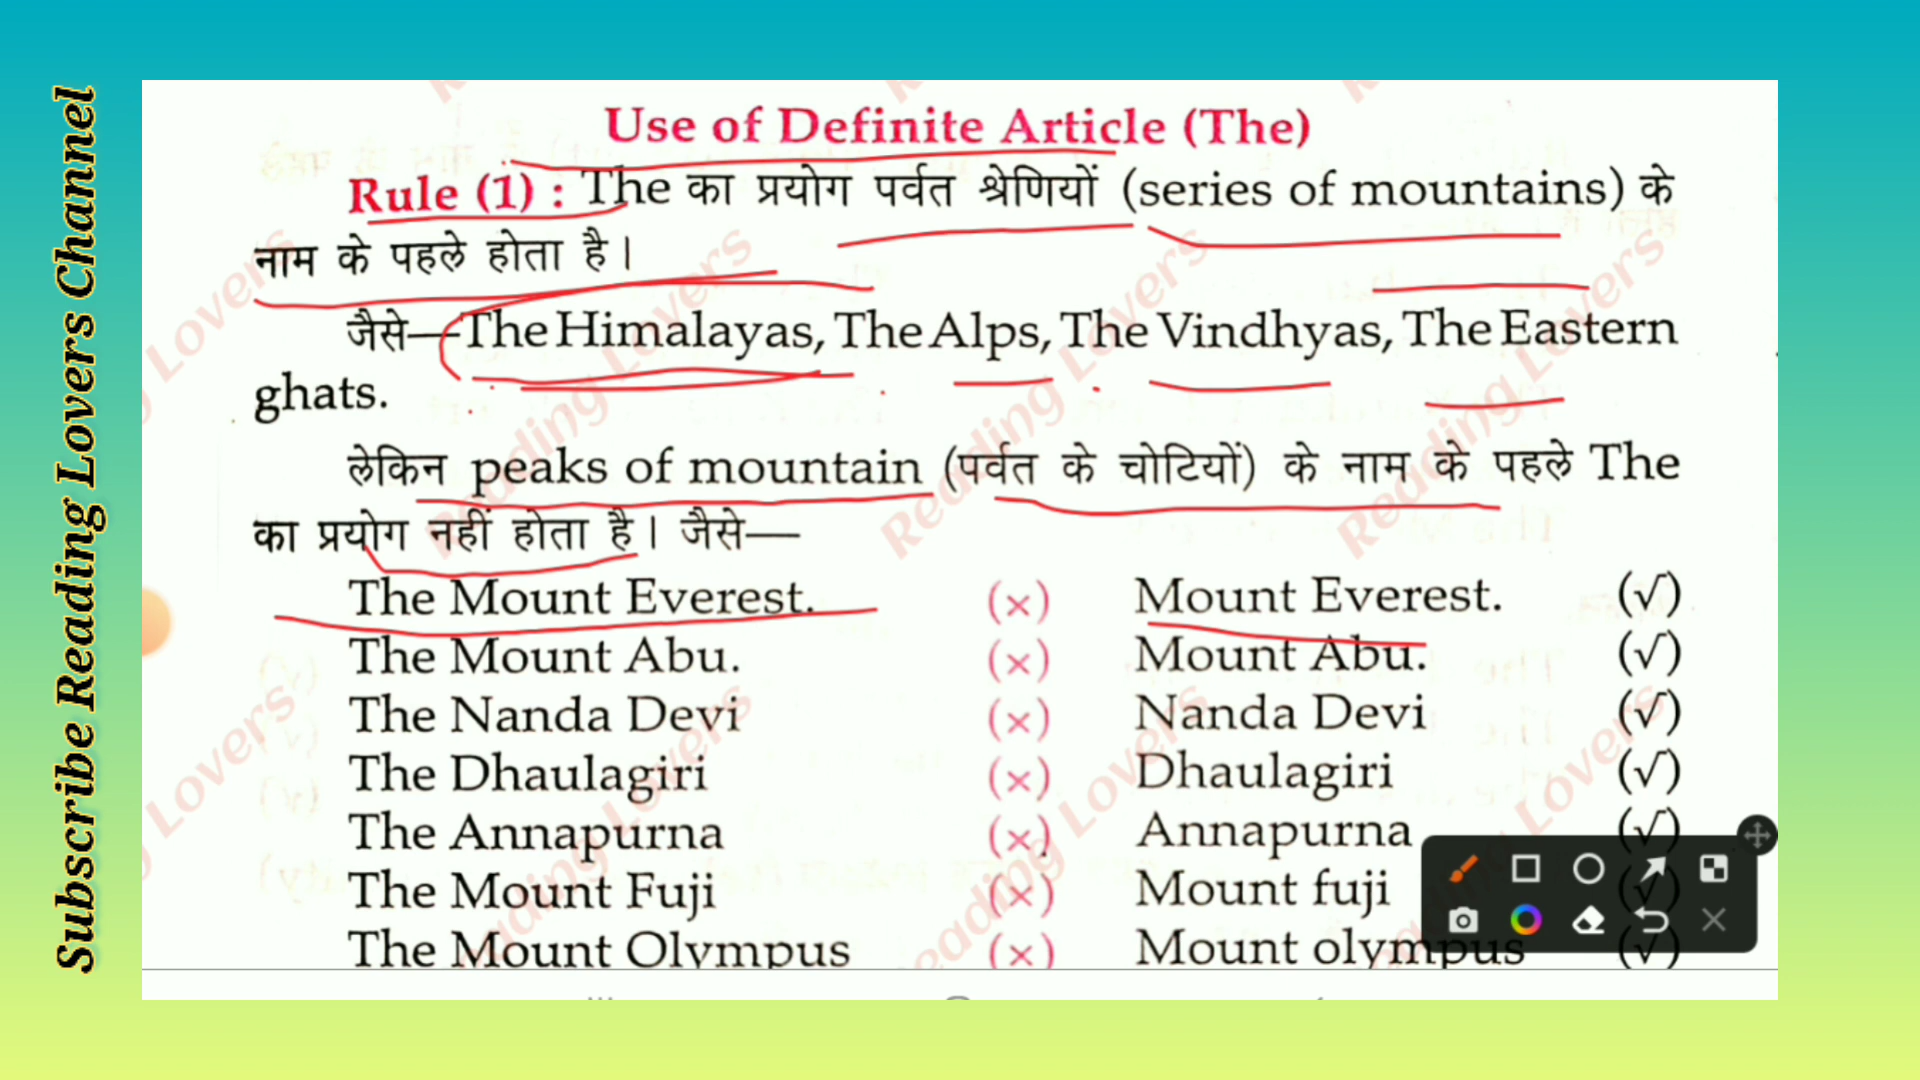 Subscribe Reading Lovers Channel
Use of Definite Article (The)
Rule (1) : The का प्रयोग पर्वत श्रेणियों (series of mountains) के
नाम के पहले होता है।
जैसे—The Himalayas, The Alps, The Vindhyas, The Eastern
ghats.
लेकिन peaks of mountain (पर्वत के चोटियों) के नाम के पहले The
का प्रयोग नहीं होता है। जैसे—
The Mount Everest. (×) Mount Everest. (√)
The Mount Abu. (×) Mount Abu. (√)
The Nanda Devi (×) Nanda Devi (√)
The Dhaulagiri (×) Dhaulagiri (√)
The Annapurna (×) Annapurna (√)
The Mount Fuji (×) Mount fuji (√)
The Mount Olympus (×) Mount olympus (√)